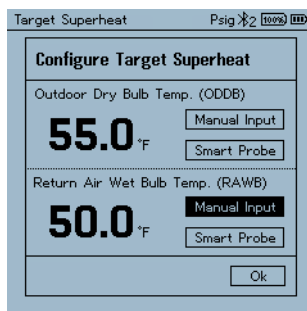 Target Superheat Psig 2 100%
Configure Target Superheat
Outdoor Dry Bulb Temp. (ODDB)
55.0 °F
Manual Input
Smart Probe
Return Air Wet Bulb Temp. (RAWB)
50.0 °F
Manual Input
Smart Probe
Ok